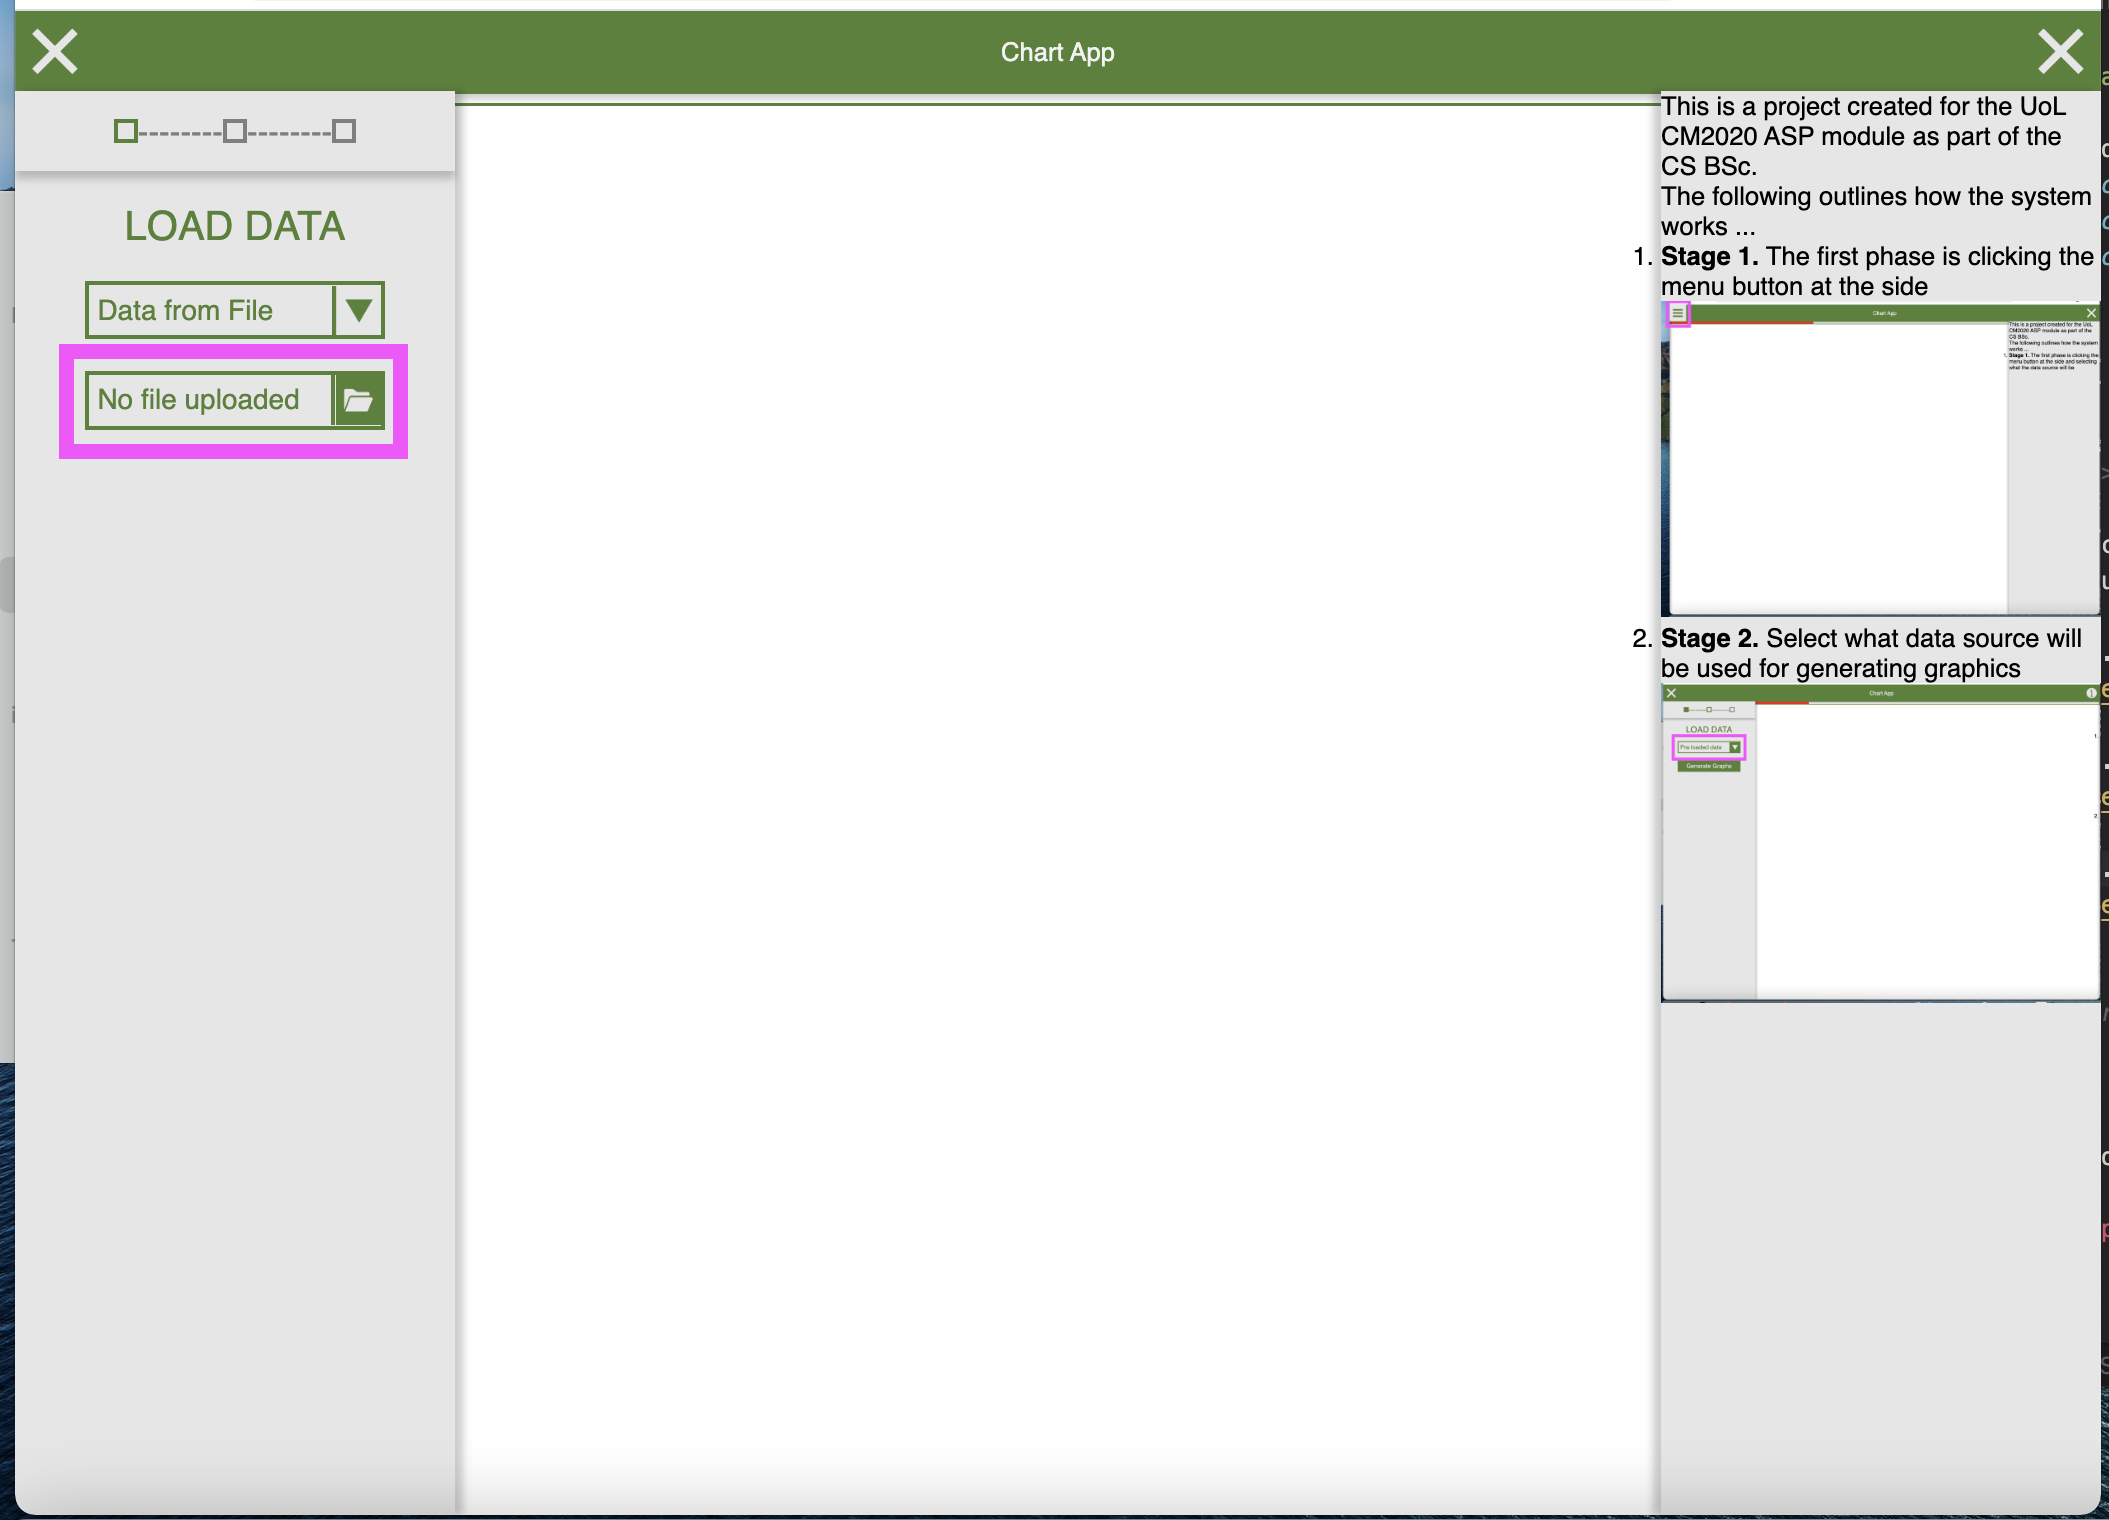 Chart App
LOAD DATA
Data from File
No file uploaded
This is a project created for the UoL
CM2020 ASP module as part of the
CS BSc.
The following outlines how the system
works ...
1. Stage 1. The first phase is clicking the
menu button at the side
Chart App
This is a project created for the UoL
CM2020 ASP module as part of the
CS BSc.
The following outlines how the system
works ...
1. Stage 1. The first phase is clicking the
menu button at the side and selecting
what the data source will be
2. Stage 2. Select what data source will
be used for generating graphics
Chart App
LOAD DATA
Pre loaded data
Generate Graphs
1.
2.